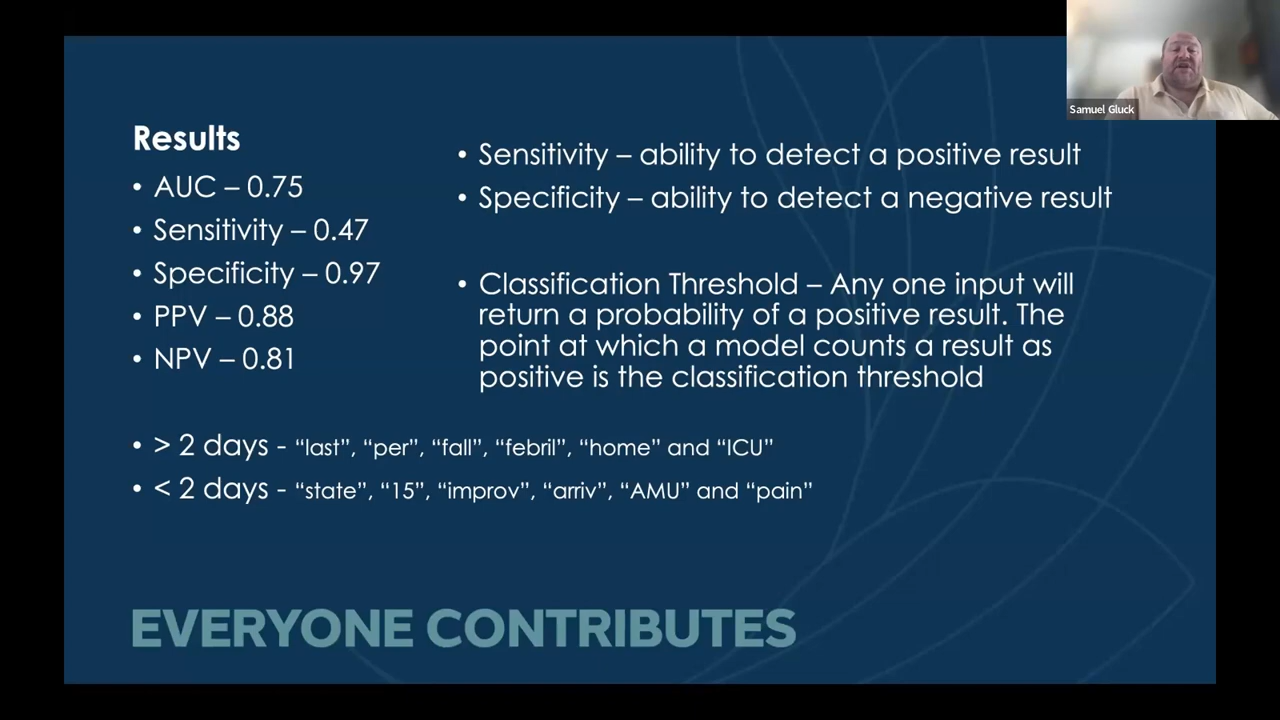 Samuel Gluck
Results
• AUC – 0.75
• Sensitivity – 0.47
• Specificity – 0.97
• PPV – 0.88
• NPV – 0.81
• Sensitivity – ability to detect a positive result
• Specificity – ability to detect a negative result
• Classification Threshold – Any one input will
return a probability of a positive result. The
point at which a model counts a result as
positive is the classification threshold
• > 2 days - “last”, “per”, “fall”, “febril”, “home” and “ICU”
• < 2 days - “state”, “15”, “improv”, “arriv”, “AMU” and “pain”
EVERYONE CONTRIBUTES